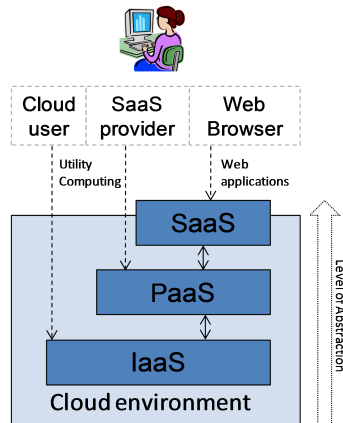 Cloud user
SaaS provider
Web Browser
Utility Computing
Web applications
SaaS
PaaS
IaaS
Cloud environment
Level of Abstraction